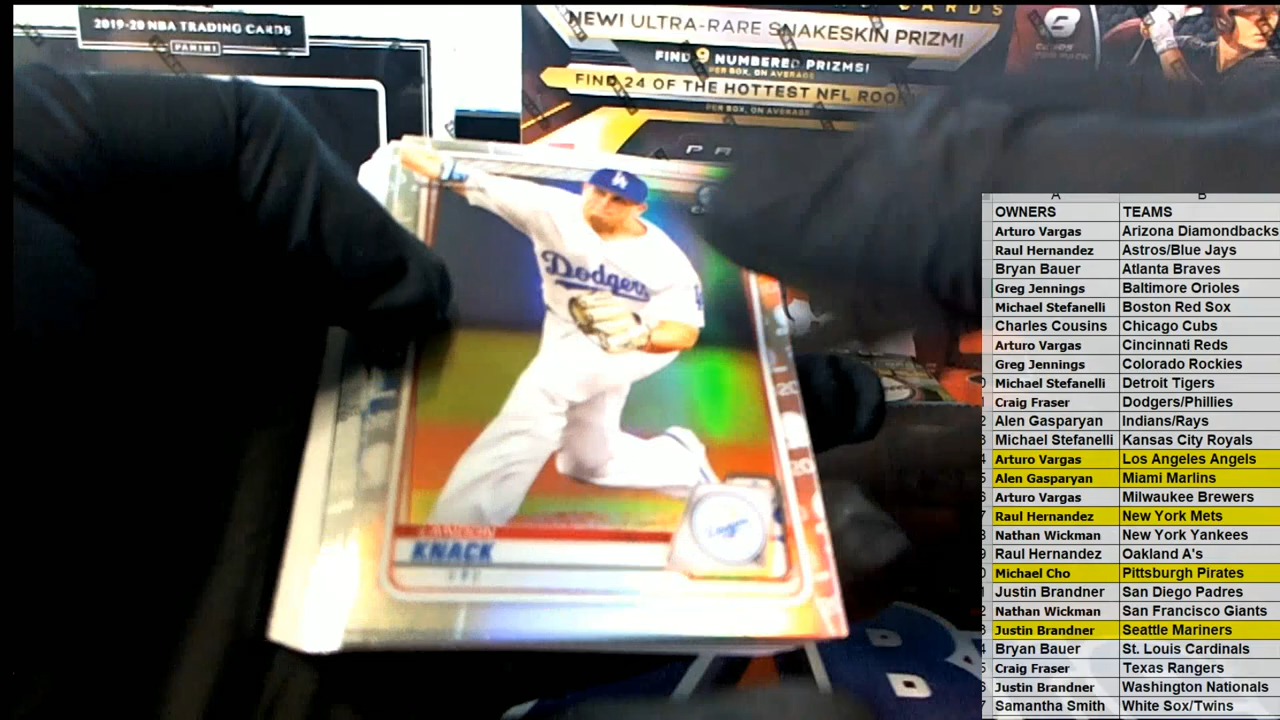 2019-20 NBA TRADING CARDS
PANINI
CARDS
NEW! ULTRA-RARE SNAKESKIN PRIZM!
FIND 9 NUMBERED PRIZMS!
PER BOX, ON AVERAGE
FIND 24 OF THE HOTTEST NFL ROO
PER BOX, ON AVERAGE
PA
LA
Dodgers
LANDON
KNACK
A B
OWNERS TEAMS
Arturo Vargas Arizona Diamondbacks
Raul Hernandez Astros/Blue Jays
Bryan Bauer Atlanta Braves
Greg Jennings Baltimore Orioles
Michael Stefanelli Boston Red Sox
Charles Cousins Chicago Cubs
Arturo Vargas Cincinnati Reds
Greg Jennings Colorado Rockies
Michael Stefanelli Detroit Tigers
Craig Fraser Dodgers/Phillies
Alen Gasparyan Indians/Rays
Michael Stefanelli Kansas City Royals
Arturo Vargas Los Angeles Angels
Alen Gasparyan Miami Marlins
Arturo Vargas Milwaukee Brewers
Raul Hernandez New York Mets
Nathan Wickman New York Yankees
Raul Hernandez Oakland A's
Michael Cho Pittsburgh Pirates
Justin Brandner San Diego Padres
Nathan Wickman San Francisco Giants
Justin Brandner Seattle Mariners
Bryan Bauer St. Louis Cardinals
Craig Fraser Texas Rangers
Justin Brandner Washington Nationals
Samantha Smith White Sox/Twins